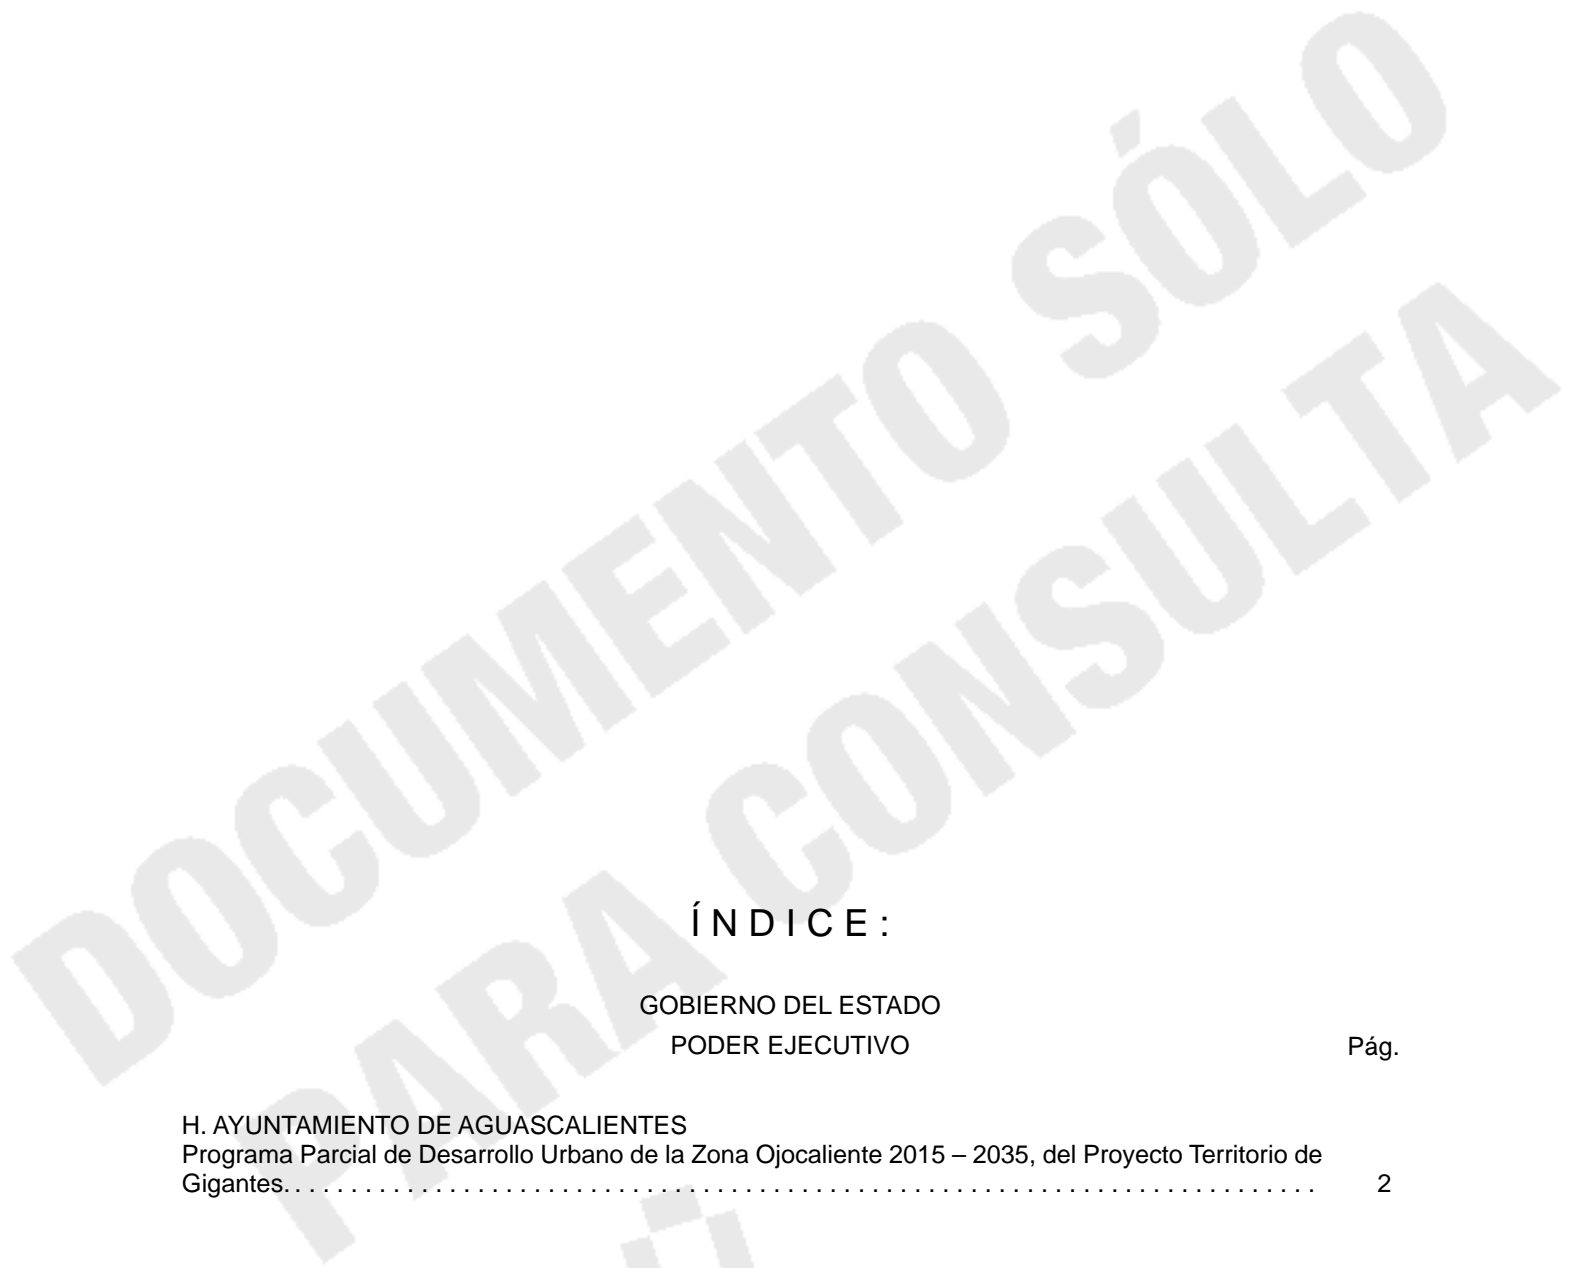 DOCUMENTO SÓLO
PARA CONSULTA
ÍNDICE:
GOBIERNO DEL ESTADO
PODER EJECUTIVO
Pág.
H. AYUNTAMIENTO DE AGUASCALIENTES
Programa Parcial de Desarrollo Urbano de la Zona Ojocaliente 2015 – 2035, del Proyecto Territorio de
Gigantes. . . . . . . . . . . . . . . . . . . . . . . . . . . . . . . . . . . . . . . . . . . . . . . . . . . . . . . . . . . . . . . . . . . . . . . . . . 2